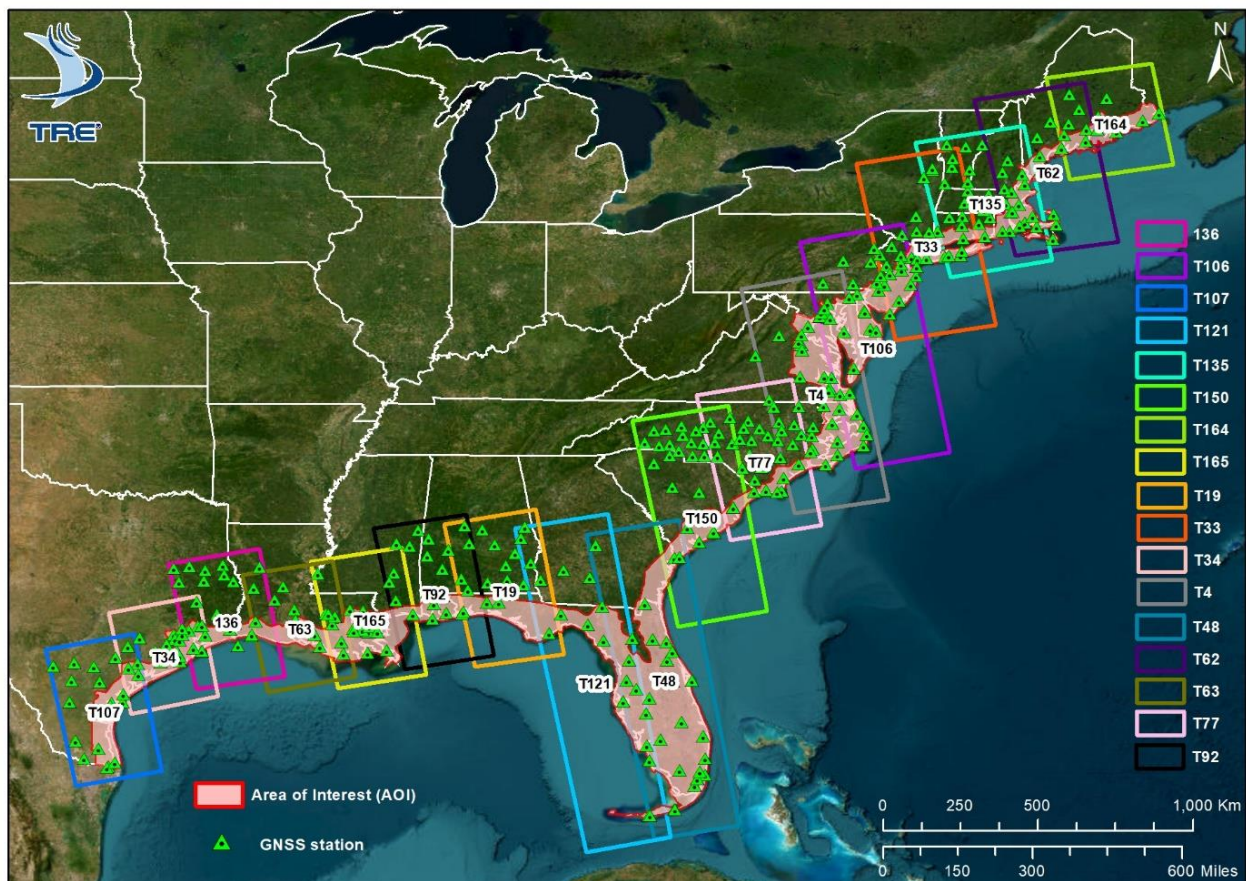 TRE
N
T164
T62
T135
T33
T106
T4
T77
T150
T19
T92
T165
T63
136
T34
T107
T121
T48
136
T106
T107
T121
T135
T150
T164
T165
T19
T33
T34
T4
T48
T62
T63
T77
T92
Area of Interest (AOI)
GNSS station
0 250 500 1,000 Km
0 150 300 600 Miles